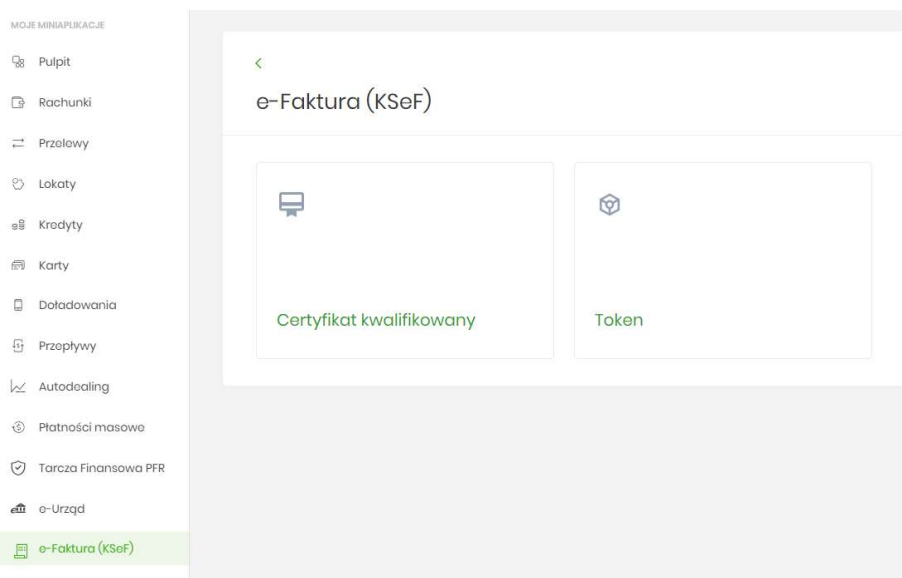 MOJE MINIAPLIKACJE
Pulpit
Rachunki
Przelewy
Lokaty
Kredyty
Karty
Doładowania
Przepływy
Autodealing
Płatności masowe
Tarcza Finansowa PFR
e-Urząd
e-Faktura (KSeF)
e-Faktura (KSeF)
Certyfikat kwalifikowany
Token